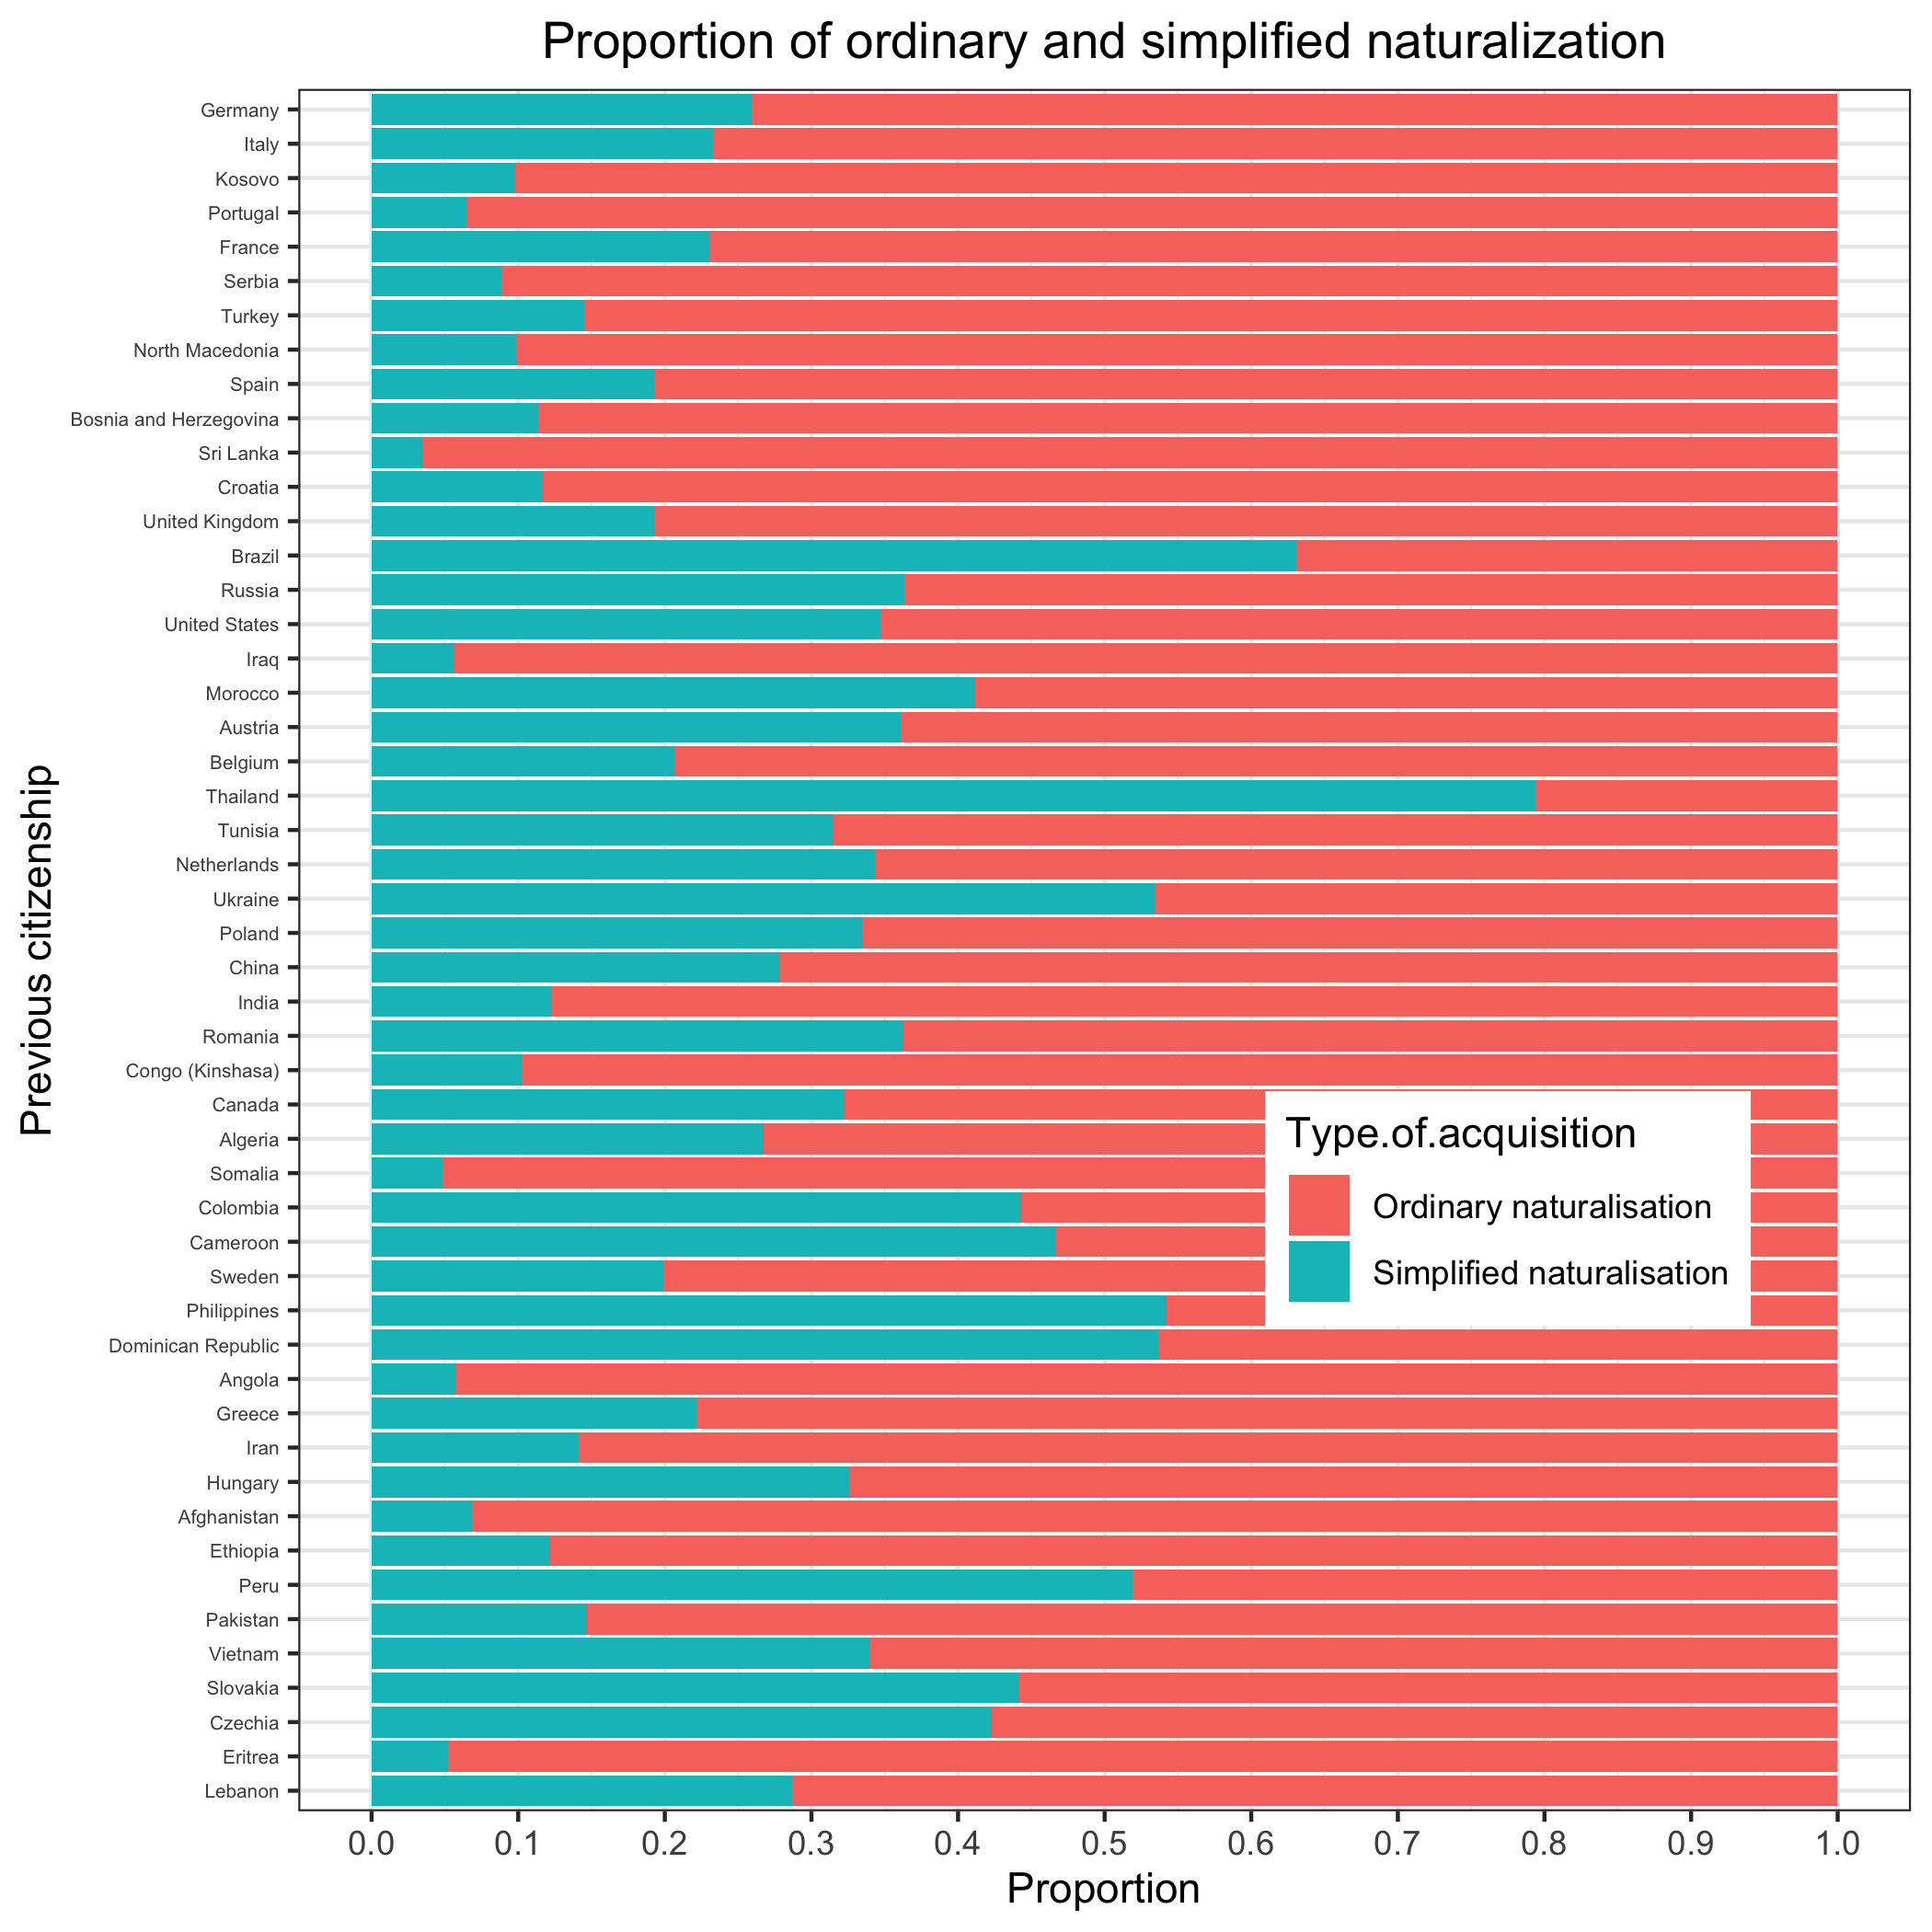 Proportion of ordinary and simplified naturalization
Previous citizenship
Germany
Italy
Kosovo
Portugal
France
Serbia
Turkey
North Macedonia
Spain
Bosnia and Herzegovina
Sri Lanka
Croatia
United Kingdom
Brazil
Russia
United States
Iraq
Morocco
Austria
Belgium
Thailand
Tunisia
Netherlands
Ukraine
Poland
China
India
Romania
Congo (Kinshasa)
Canada
Algeria
Somalia
Colombia
Cameroon
Sweden
Philippines
Dominican Republic
Angola
Greece
Iran
Hungary
Afghanistan
Ethiopia
Peru
Pakistan
Vietnam
Slovakia
Czechia
Eritrea
Lebanon
Type.of.acquisition
Ordinary naturalisation
Simplified naturalisation
0.0 0.1 0.2 0.3 0.4 0.5 0.6 0.7 0.8 0.9 1.0
Proportion